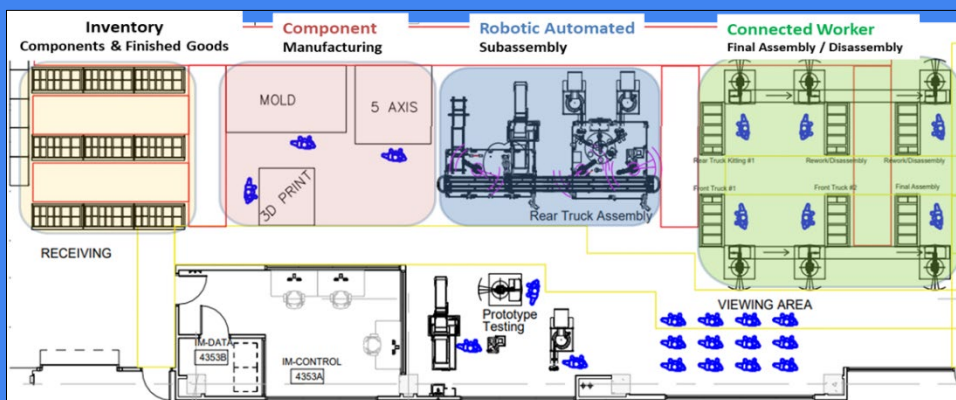 Inventory
Components & Finished Goods
Component
Manufacturing
Robotic Automated
Subassembly
Connected Worker
Final Assembly / Disassembly
MOLD
5 AXIS
3D PRINT
Rear Truck Assembly
Rear Truck Kitting #1
Rework/Disassembly
Rework/Disassembly
Front Truck #1
Front Truck #2
Final Assembly
RECEIVING
VIEWING AREA
Prototype
Testing
IM-DATA
4353B
IM-CONTROL
4353A